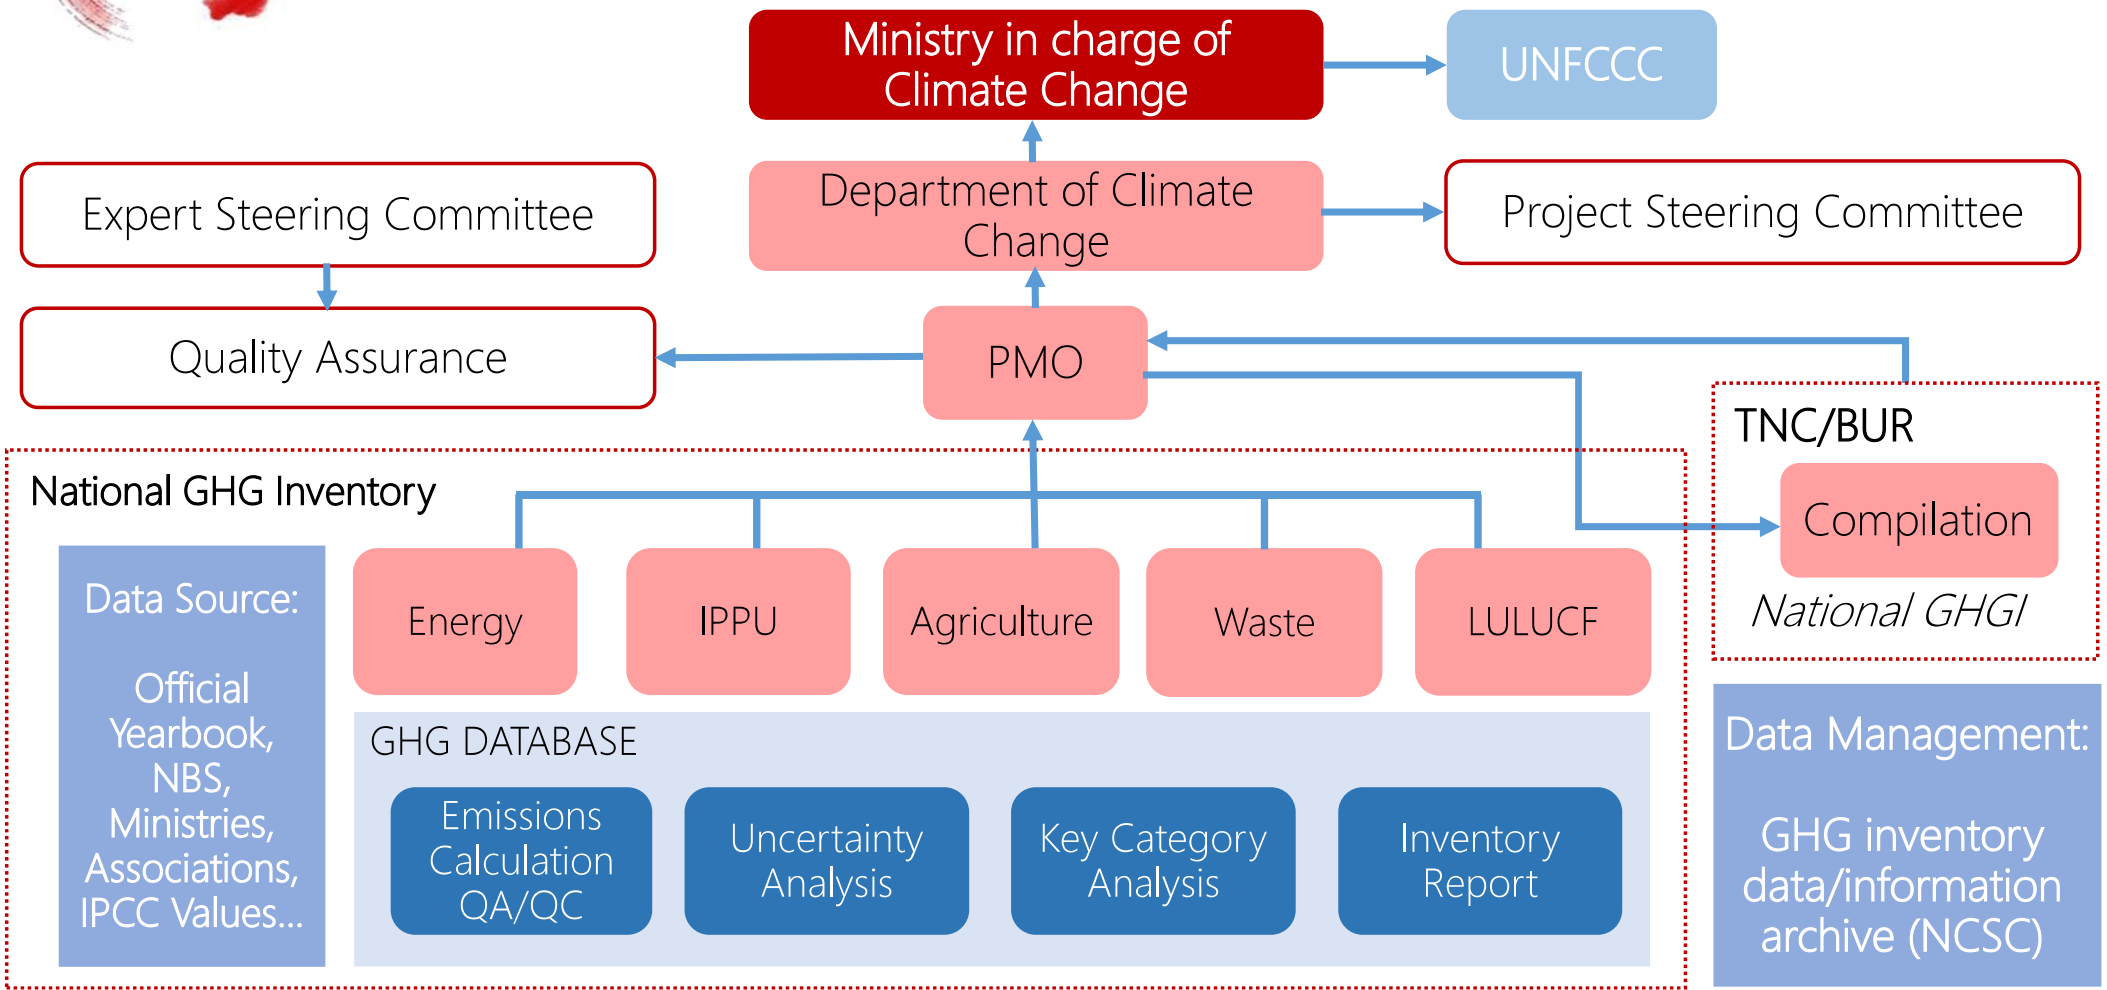 Ministry in charge of
Climate Change
UNFCCC
Expert Steering Committee
Department of Climate
Change
Project Steering Committee
Quality Assurance
PMO
TNC/BUR
Compilation
National GHGI
National GHG Inventory
Data Source:
Official
Yearbook,
NBS,
Ministries,
Associations,
IPCC Values...
Energy
IPPU
Agriculture
Waste
LULUCF
GHG DATABASE
Emissions
Calculation
QA/QC
Uncertainty
Analysis
Key Category
Analysis
Inventory
Report
Data Management:
GHG inventory
data/information
archive (NCSC)